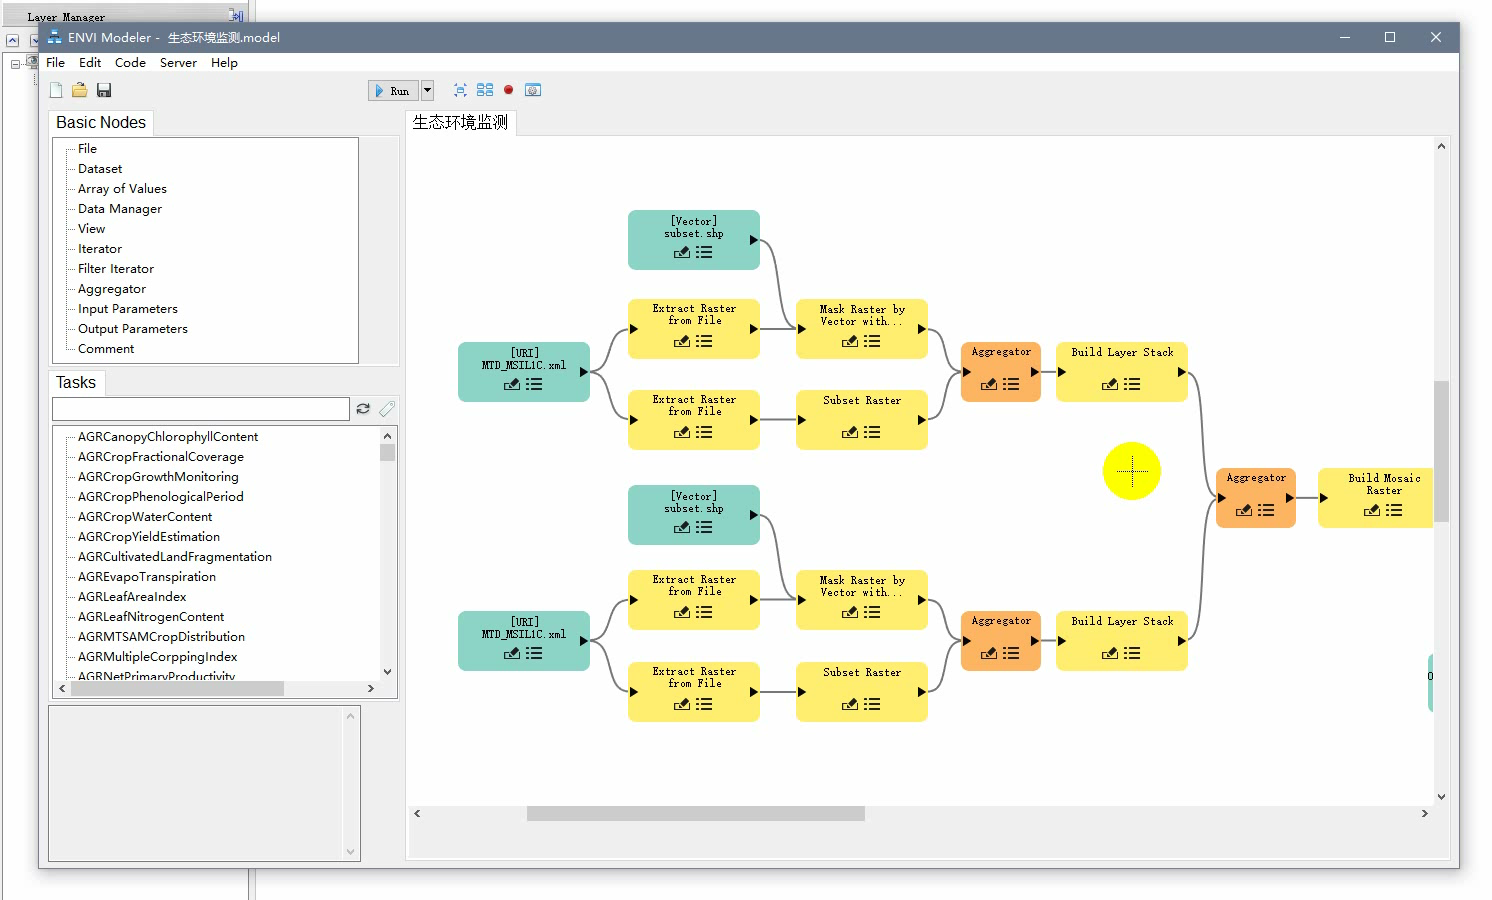 Layer Manager
ENVI Modeler - 生态环境监测.model
File Edit Code Server Help
Run
Basic Nodes
File
Dataset
Array of Values
Data Manager
View
Iterator
Filter Iterator
Aggregator
Input Parameters
Output Parameters
Comment
Tasks
AGRCanopyChlorophyllContent
AGRCropFractionalCoverage
AGRCropGrowthMonitoring
AGRCropPhenologicalPeriod
AGRCropWaterContent
AGRCropYieldEstimation
AGRCultivatedLandFragmentation
AGREvapoTranspiration
AGRLeafAreaIndex
AGRLeafNitrogenContent
AGRMTSAMCropDistribution
AGRMultipleCorppingIndex
AGRNetPrimaryProductivity
生态环境监测
[Vector]
subset.shp
Extract Raster
from File
Mask Raster by
Vector with...
[URI]
MTD_MSIL1C.xml
Aggregator
Build Layer Stack
Extract Raster
from File
Subset Raster
Aggregator
Build Mosaic
Raster
[Vector]
subset.shp
Extract Raster
from File
Mask Raster by
Vector with...
[URI]
MTD_MSIL1C.xml
Aggregator
Build Layer Stack
Extract Raster
from File
Subset Raster